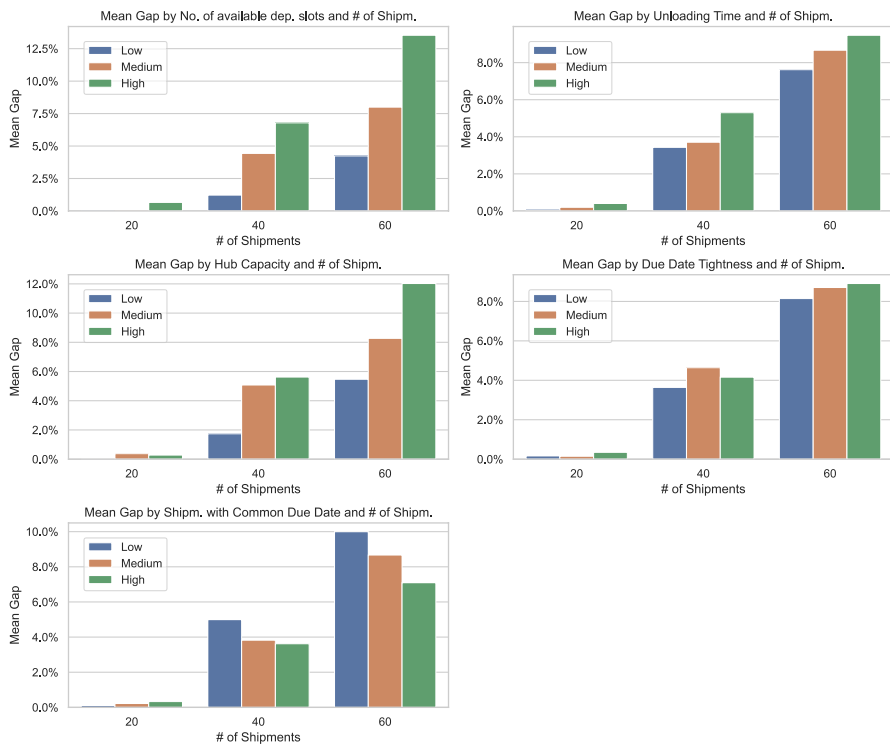 Mean Gap by No. of available dep. slots and # of Shipm.
12.5%
10.0%
7.5%
5.0%
2.5%
0.0%
Mean Gap
Low
Medium
High
20
40
60
# of Shipments
Mean Gap by Unloading Time and # of Shipm.
8.0%
6.0%
4.0%
2.0%
0.0%
Mean Gap
Low
Medium
High
20
40
60
# of Shipments
Mean Gap by Hub Capacity and # of Shipm.
12.0%
10.0%
8.0%
6.0%
4.0%
2.0%
0.0%
Mean Gap
Low
Medium
High
20
40
60
# of Shipments
Mean Gap by Due Date Tightness and # of Shipm.
8.0%
6.0%
4.0%
2.0%
0.0%
Mean Gap
Low
Medium
High
20
40
60
# of Shipments
Mean Gap by Shipm. with Common Due Date and # of Shipm.
10.0%
8.0%
6.0%
4.0%
2.0%
0.0%
Mean Gap
Low
Medium
High
20
40
60
# of Shipments